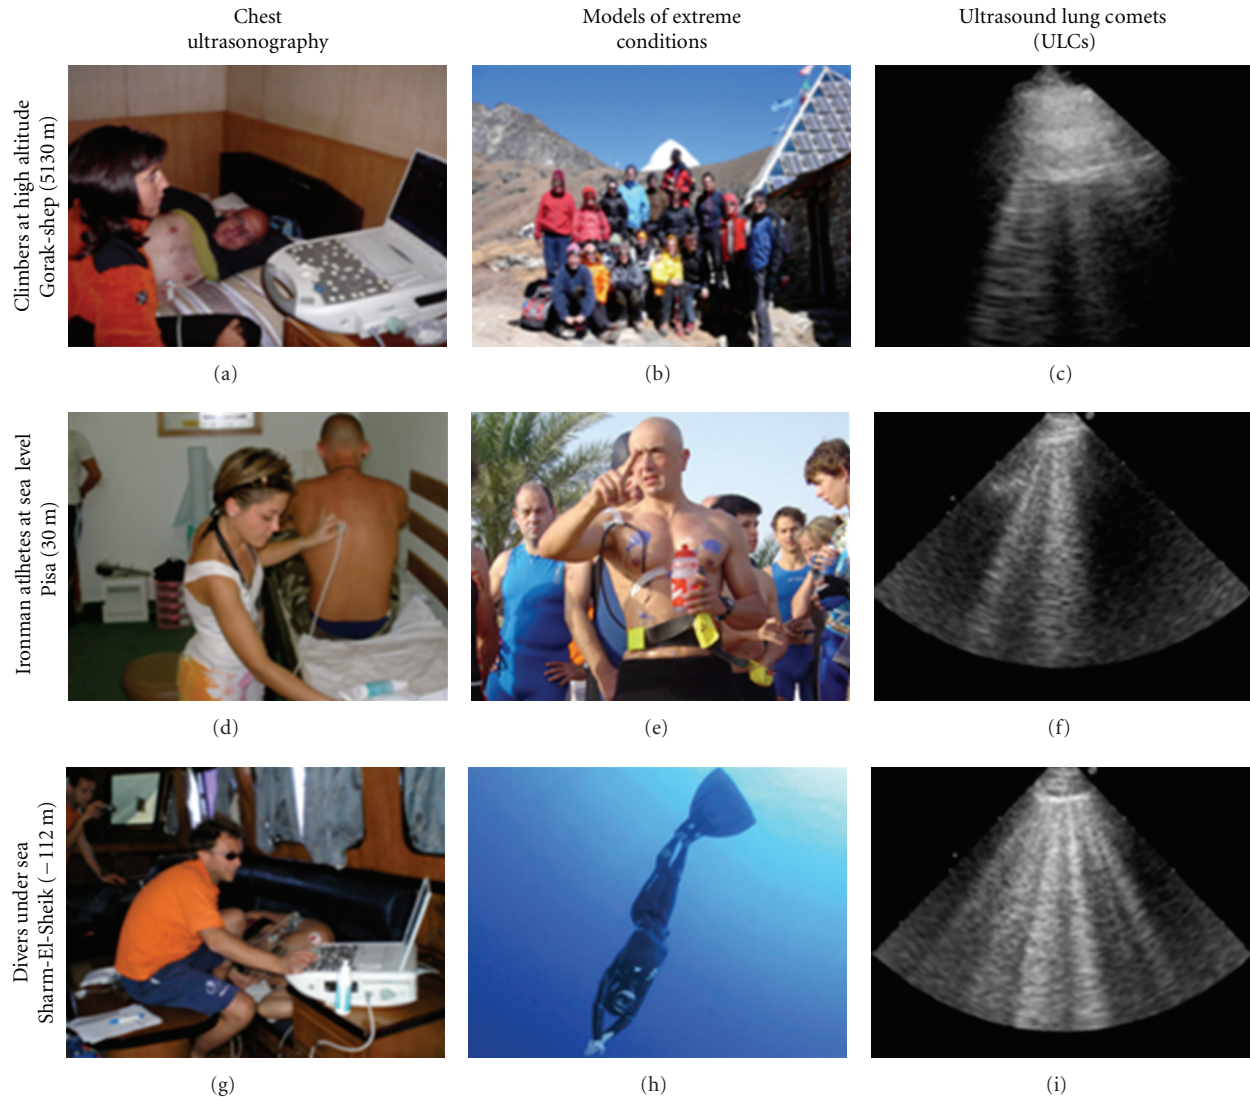 Chest
ultrasonography
Models of extreme
conditions
Ultrasound lung comets
(ULCs)
Climbers at high altitude
Gorak-shep (5130 m)
(a)
(b)
(c)
Ironman atlhetes at sea level
Pisa (30 m)
(d)
(e)
(f)
Divers under sea
Sharm-El-Sheik (−112 m)
(g)
(h)
(i)